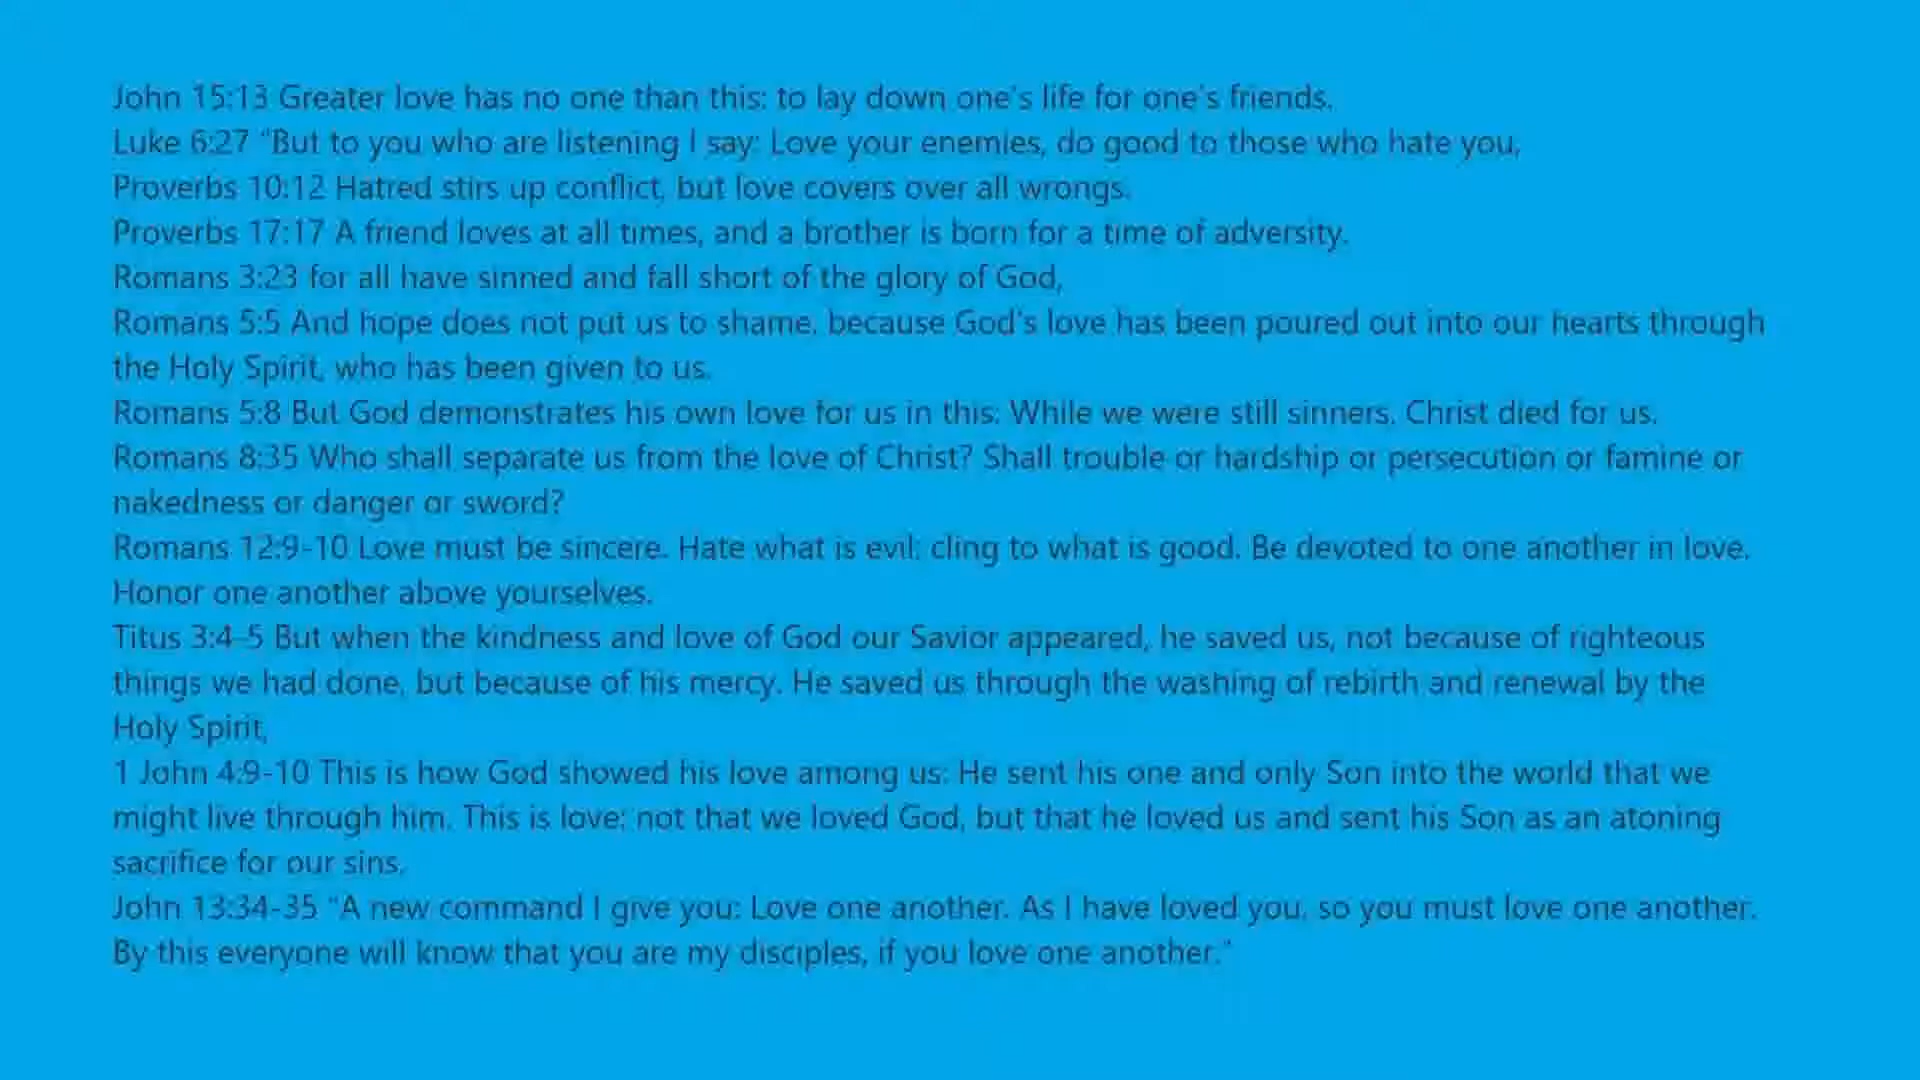 John 15:13 Greater love has no one than this: to lay down one's life for one's friends.
Luke 6:27 "But to you who are listening I say: Love your enemies, do good to those who hate you,
Proverbs 10:12 Hatred stirs up conflict, but love covers over all wrongs.
Proverbs 17:17 A friend loves at all times, and a brother is born for a time of adversity.
Romans 3:23 for all have sinned and fall short of the glory of God,
Romans 5:5 And hope does not put us to shame, because God's love has been poured out into our hearts through
the Holy Spirit, who has been given to us.
Romans 5:8 But God demonstrates his own love for us in this: While we were still sinners, Christ died for us.
Romans 8:35 Who shall separate us from the love of Christ? Shall trouble or hardship or persecution or famine or
nakedness or danger or sword?
Romans 12:9-10 Love must be sincere. Hate what is evil; cling to what is good. Be devoted to one another in love.
Honor one another above yourselves.
Titus 3:4-5 But when the kindness and love of God our Savior appeared, he saved us, not because of righteous
things we had done, but because of his mercy. He saved us through the washing of rebirth and renewal by the
Holy Spirit,
1 John 4:9-10 This is how God showed his love among us: He sent his one and only Son into the world that we
might live through him. This is love: not that we loved God, but that he loved us and sent his Son as an atoning
sacrifice for our sins.
John 13:34-35 "A new command I give you: Love one another. As I have loved you, so you must love one another.
By this everyone will know that you are my disciples, if you love one another."